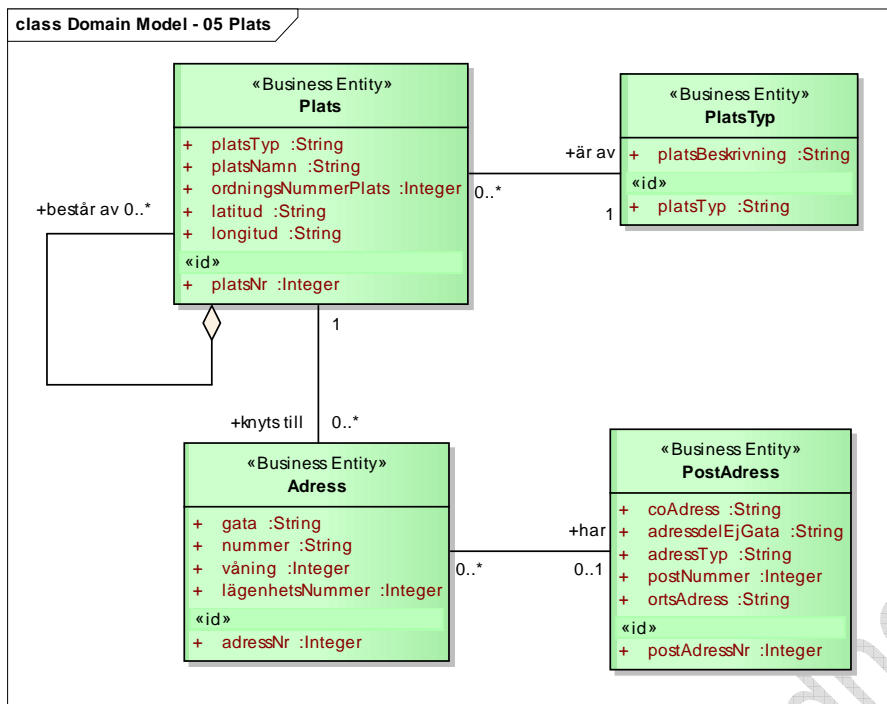 class Domain Model - 05 Plats
«Business Entity»
Plats
+ platsTyp :String
+ platsNamn :String
+ ordningsNummerPlats :Integer
+ latitud :String
+ longitud :String
«id»
+ platsNr :Integer
«Business Entity»
PlatsTyp
+ platsBeskrivning :String
«id»
+ platsTyp :String
+är av
0..*
1
+består av 0..*
1
+knyts till 0..*
«Business Entity»
Adress
+ gata :String
+ nummer :String
+ våning :Integer
+ lägenhetsNummer :Integer
«id»
+ adressNr :Integer
+har
0..*
0..1
«Business Entity»
PostAdress
+ coAdress :String
+ adressdelEjGata :String
+ adressTyp :String
+ postNummer :Integer
+ ortsAdress :String
«id»
+ postAdressNr :Integer